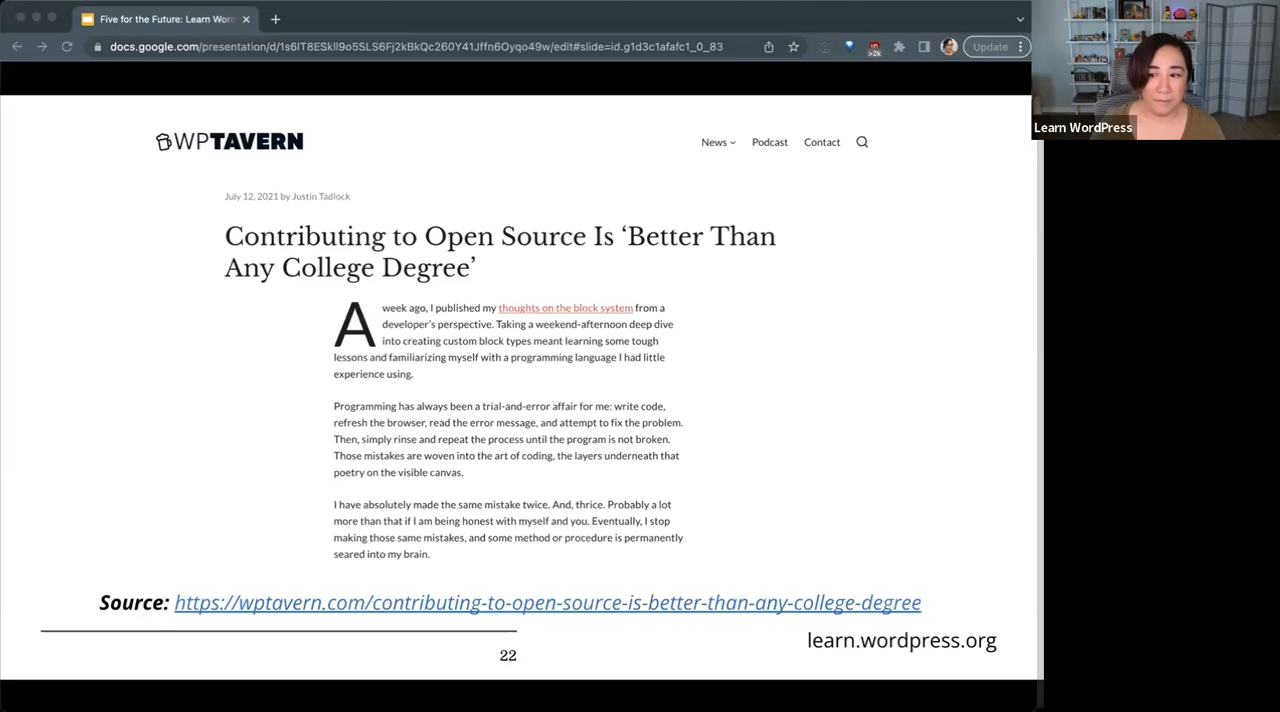 Five for the Future: Learn Wor
docs.google.com/presentation/d/1s6IT8ESkIl9o5SLS6Fj2kBkQc260Y41Jffn6Oyqo49w/edit#slide=id.g1d3c1afafc1_0_83
>2k
Update
Learn WordPress
WPTAVERN
News
Podcast
Contact
July 12, 2021 by Justin Tadlock
Contributing to Open Source Is ‘Better Than
Any College Degree’
A week ago, I published my thoughts on the block system from a
developer’s perspective. Taking a weekend-afternoon deep dive
into creating custom block types meant learning some tough
lessons and familiarizing myself with a programming language I had little
experience using.
Programming has always been a trial-and-error affair for me: write code,
refresh the browser, read the error message, and attempt to fix the problem.
Then, simply rinse and repeat the process until the program is not broken.
Those mistakes are woven into the art of coding, the layers underneath that
poetry on the visible canvas.
I have absolutely made the same mistake twice. And, thrice. Probably a lot
more than that if I am being honest with myself and you. Eventually, I stop
making those same mistakes, and some method or procedure is permanently
seared into my brain.
Source: https://wptavern.com/contributing-to-open-source-is-better-than-any-college-degree
learn.wordpress.org
22